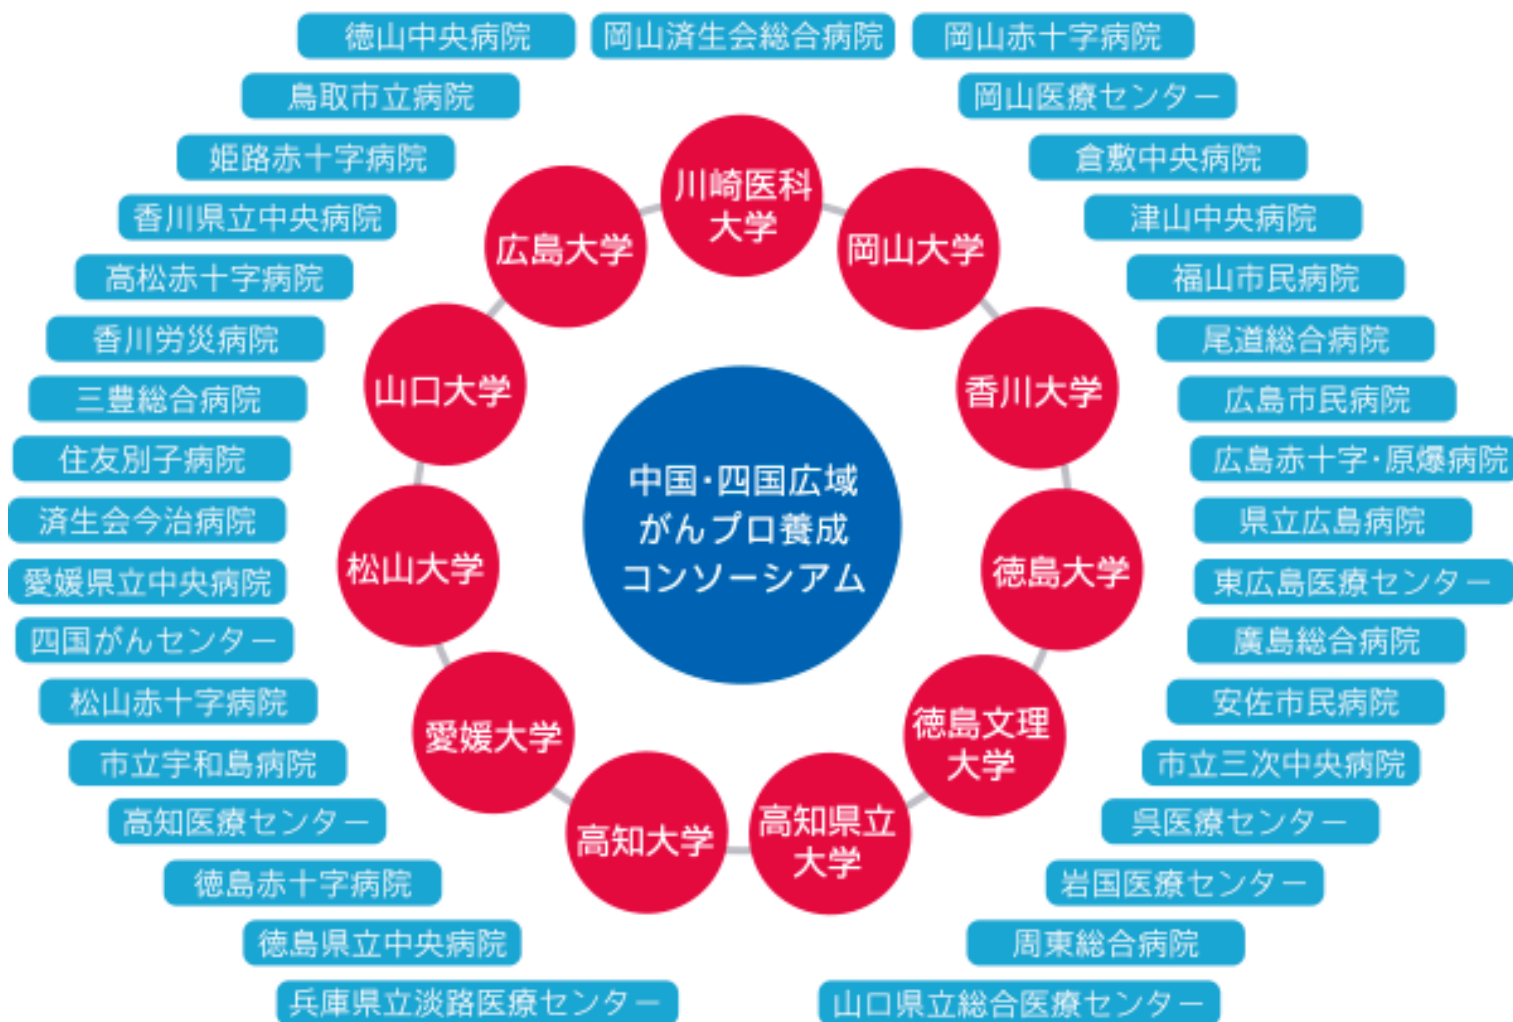 徳山中央病院
岡山済生会総合病院
岡山赤十字病院
鳥取市立病院
岡山医療センター
姫路赤十字病院
倉敷中央病院
香川県立中央病院
津山中央病院
高松赤十字病院
福山市民病院
香川労災病院
尾道総合病院
三豊総合病院
広島市民病院
住友別子病院
広島赤十字・原爆病院
済生会今治病院
県立広島病院
愛媛県立中央病院
東広島医療センター
四国がんセンター
廣島総合病院
松山赤十字病院
安佐市民病院
市立宇和島病院
市立三次中央病院
高知医療センター
呉医療センター
徳島赤十字病院
岩国医療センター
徳島県立中央病院
周東総合病院
兵庫県立淡路医療センター
山口県立総合医療センター
川崎医科
大学
岡山大学
香川大学
徳島大学
徳島文理
大学
高知県立
大学
高知大学
愛媛大学
松山大学
山口大学
広島大学
中国・四国広域
がんプロ養成
コンソーシアム